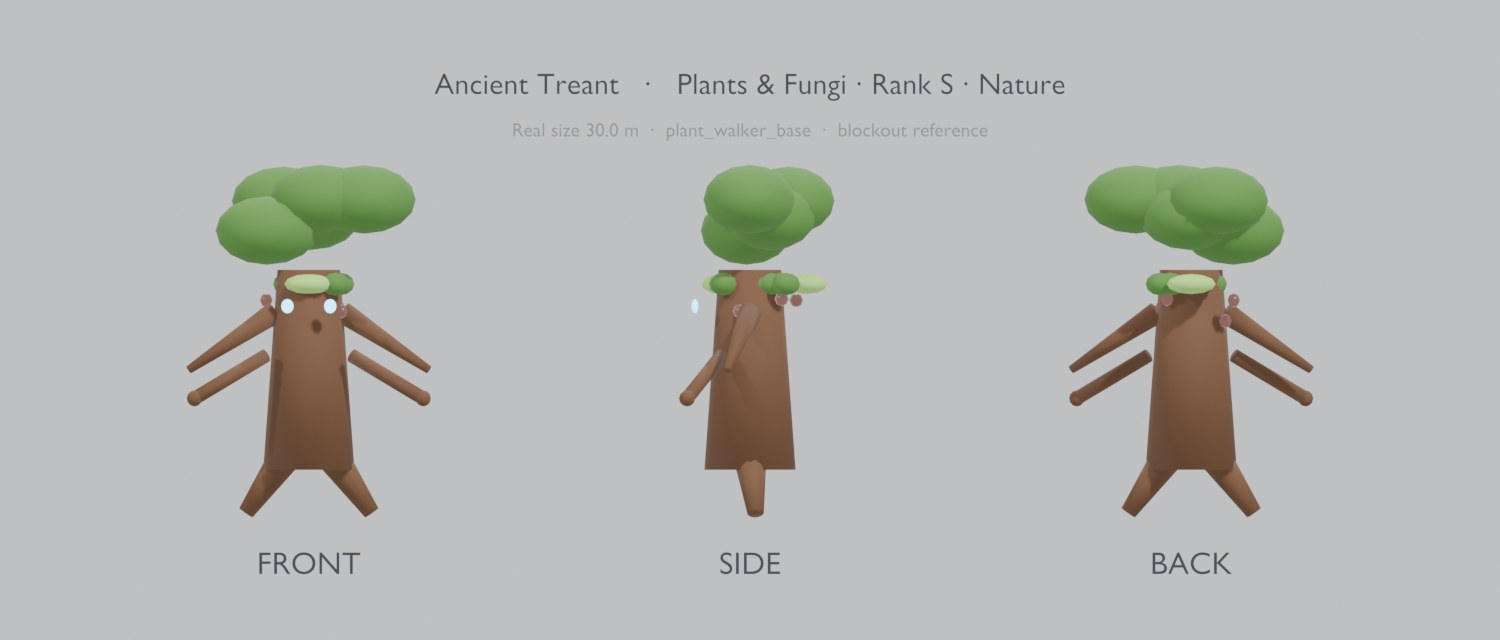 Ancient Treant · Plants & Fungi · Rank S · Nature
Real size 30.0 m · plant_walker_base · blockout reference
FRONT SIDE BACK